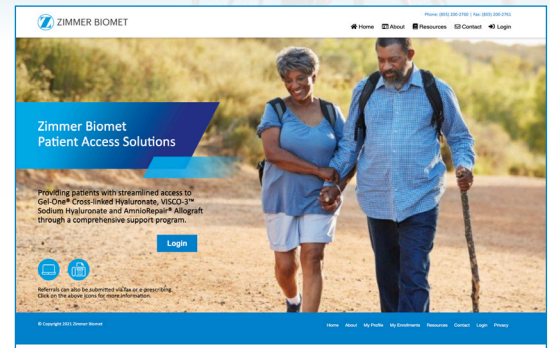 Phone: (855) 200-2760 | Fax: (855) 200-2751
ZIMMER BIOMET
Home About Resources Contact Login
Zimmer Biomet
Patient Access Solutions
Providing patients with streamlined access to
Gel-One® Cross-linked Hyaluronate, VISCO-3™
Sodium Hyaluronate and AmnioRepair® Allograft
through a comprehensive support program.
Login
Referrals can also be submitted via fax or e-prescribing.
Click on the above icons for more information.
© Copyright 2021 Zimmer Biomet
Home About My Profile My Enrollments Resources Contact Login Privacy